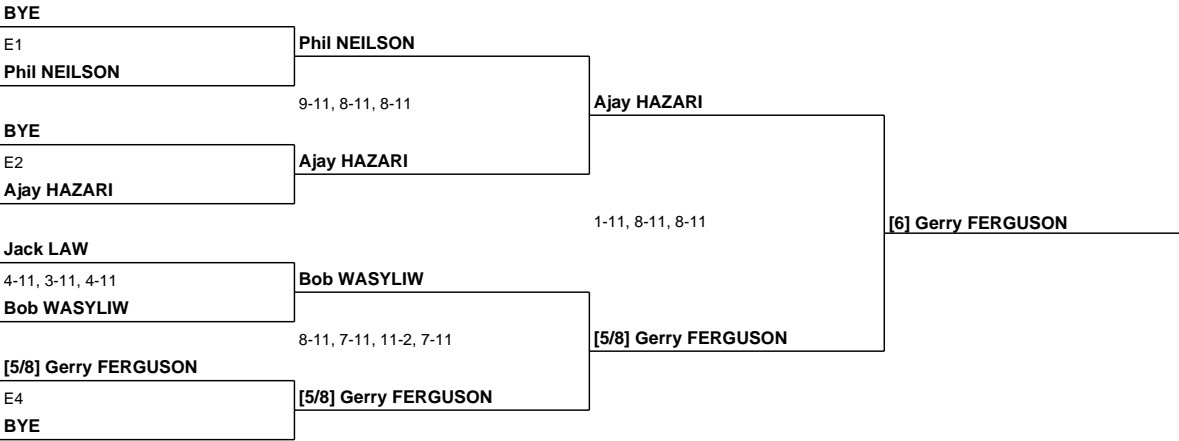 BYE
E1
Phil NEILSON
Phil NEILSON
9-11, 8-11, 8-11
BYE
E2
Ajay HAZARI
Ajay HAZARI
Ajay HAZARI
1-11, 8-11, 8-11
[6] Gerry FERGUSON
Jack LAW
4-11, 3-11, 4-11
Bob WASYLIW
Bob WASYLIW
8-11, 7-11, 11-2, 7-11
[5/8] Gerry FERGUSON
[5/8] Gerry FERGUSON
E4
BYE
[5/8] Gerry FERGUSON